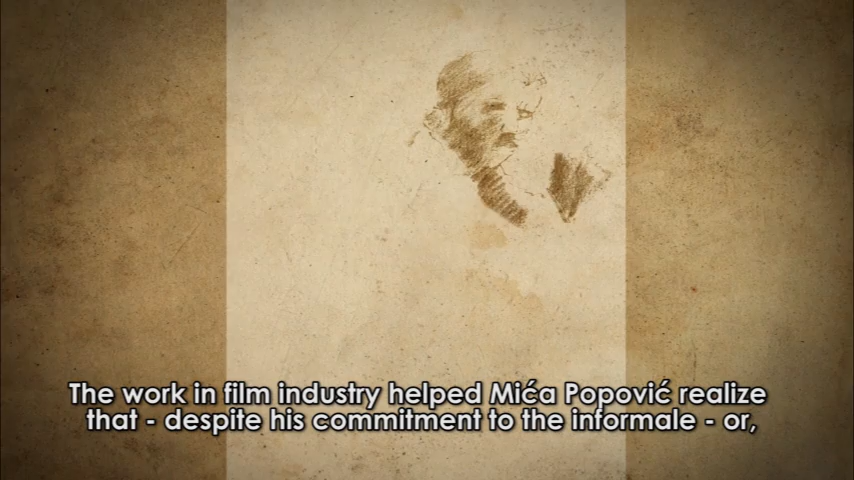 The work in film industry helped Mića Popović realize
that - despite his commitment to the informale - or,